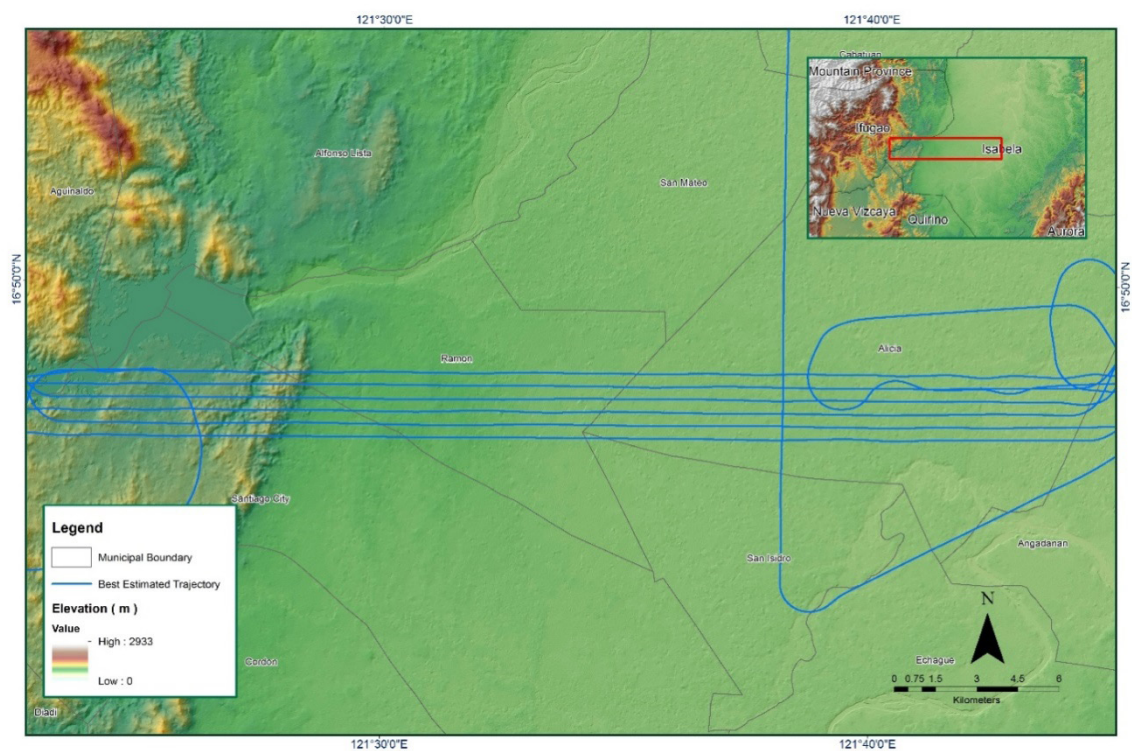 121°30'0"E
121°40'0"E
Cabatuan
Mountain Province
Ifugao
Isabela
Nueva Vizcaya
Quirino
Aurora
Alfonso Lista
San Mateo
Aguinaldo
16°50'0"N
16°50'0"N
Ramon
Alicia
Santiago City
Legend
Municipal Boundary
Best Estimated Trajectory
Elevation ( m )
Value
High : 2933
Low : 0
San Isidro
Angadanan
N
Echague
0 0.75 1.5 3 4.5 6
Kilometers
Cordon
Diadi
121°30'0"E
121°40'0"E